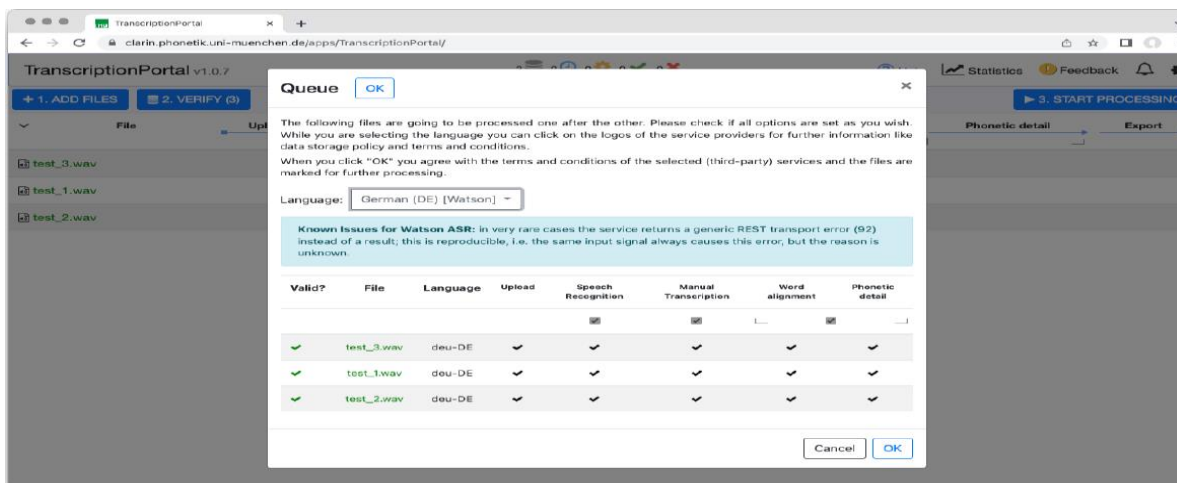 TranscriptionPortal
clarin.phonetik.uni-muenchen.de/apps/TranscriptionPortal/
TranscriptionPortal v1.0.7
Statistics Feedback
+ 1. ADD FILES 2. VERIFY (3) 3. START PROCESSING
File Upl Phonetic detail Export
test_3.wav
test_1.wav
test_2.wav
Queue OK
The following files are going to be processed one after the other. Please check if all options are set as you wish.
While you are selecting the language you can click on the logos of the service providers for further information like
data storage policy and terms and conditions.
When you click "OK" you agree with the terms and conditions of the selected (third-party) services and the files are
marked for further processing.
Language: German (DE) [Watson]
Known Issues for Watson ASR: in very rare cases the service returns a generic REST transport error (92)
instead of a result; this is reproducible, i.e. the same input signal always causes this error, but the reason is
unknown.
Valid? File Language Upload Speech Recognition Manual Transcription Word alignment Phonetic detail
test_3.wav deu-DE
test_1.wav deu-DE
test_2.wav deu-DE
Cancel OK